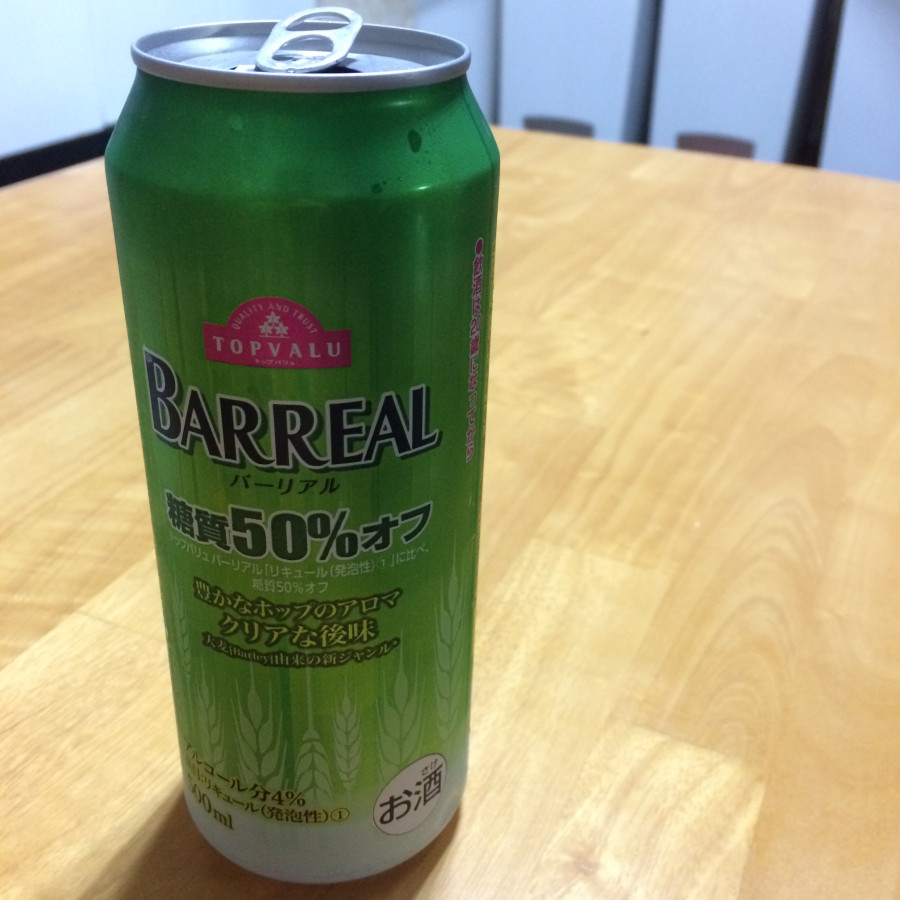 QUALITY AND TRUST
TOPVALU
トップバリュ
BARREAL
バーリアル
糖質50%オフ
トップバリュ バーリアル「リキュール(発泡性)①」に比べ、
糖質50%オフ
豊かなホップのアロマ
クリアな後味
大麦(Barley)由来の新ジャンル
アルコール分4%
リキュール(発泡性)①
500ml
さけ
お酒